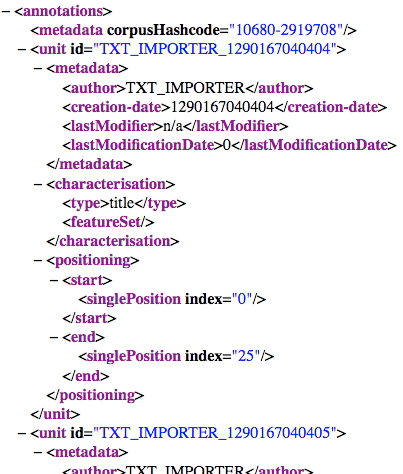 − <annotations>
<metadata corpusHashcode="10680-2919708"/>
− <unit id="TXT_IMPORTER_1290167040404">
− <metadata>
<author>TXT_IMPORTER</author>
<creation-date>1290167040404</creation-date>
<lastModifier>n/a</lastModifier>
<lastModificationDate>0</lastModificationDate>
</metadata>
− <characterisation>
<type>title</type>
<featureSet/>
</characterisation>
− <positioning>
− <start>
<singlePosition index="0"/>
</start>
− <end>
<singlePosition index="25"/>
</end>
</positioning>
</unit>
− <unit id="TXT_IMPORTER_1290167040405">
− <metadata>
<author>TXT_IMPORTER</author>